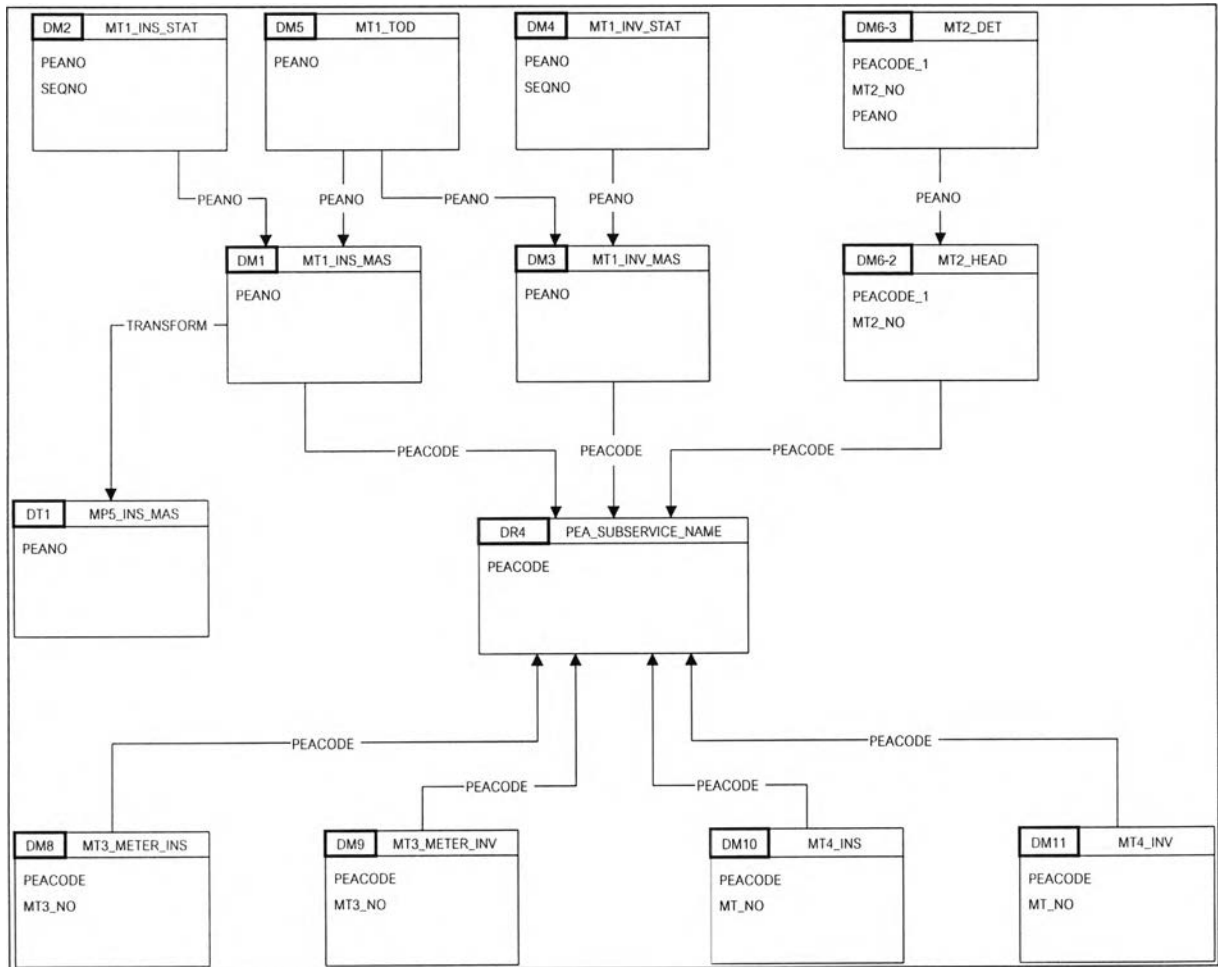 DM2 MT1_INS_STAT
PEANO
SEQNO
DM5 MT1_TOD
PEANO
DM4 MT1_INV_STAT
PEANO
SEQNO
DM6-3 MT2_DET
PEACODE_1
MT2_NO
PEANO
PEANO
PEANO
PEANO
PEANO
PEANO
DM1 MT1_INS_MAS
PEANO
DM3 MT1_INV_MAS
PEANO
DM6-2 MT2_HEAD
PEACODE_1
MT2_NO
TRANSFORM
PEACODE
PEACODE
PEACODE
DT1 MP5_INS_MAS
PEANO
DR4 PEA_SUBSERVICE_NAME
PEACODE
PEACODE
PEACODE
PEACODE
PEACODE
DM8 MT3_METER_INS
PEACODE
MT3_NO
DM9 MT3_METER_INV
PEACODE
MT3_NO
DM10 MT4_INS
PEACODE
MT_NO
DM11 MT4_INV
PEACODE
MT_NO